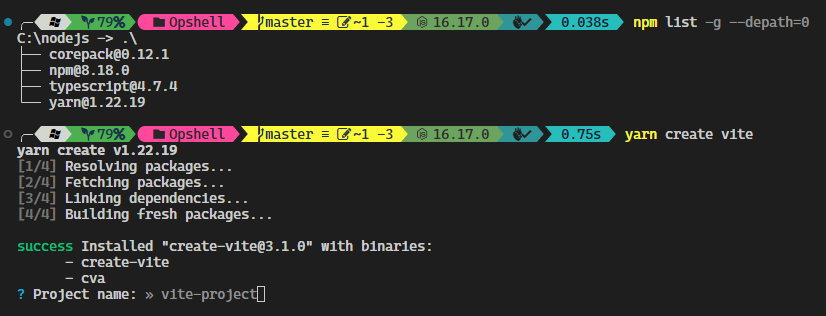 79% Opshell master ≡ ~1 -3 16.17.0 0.038s npm list -g --depath=0
C:\nodejs -> .\
├── corepack@0.12.1
├── npm@8.18.0
├── typescript@4.7.4
└── yarn@1.22.19
79% Opshell master ≡ ~1 -3 16.17.0 0.75s yarn create vite
yarn create v1.22.19
[1/4] Resolving packages...
[2/4] Fetching packages...
[3/4] Linking dependencies...
[4/4] Building fresh packages...
success Installed "create-vite@3.1.0" with binaries:
- create-vite
- cva
? Project name: » vite-project